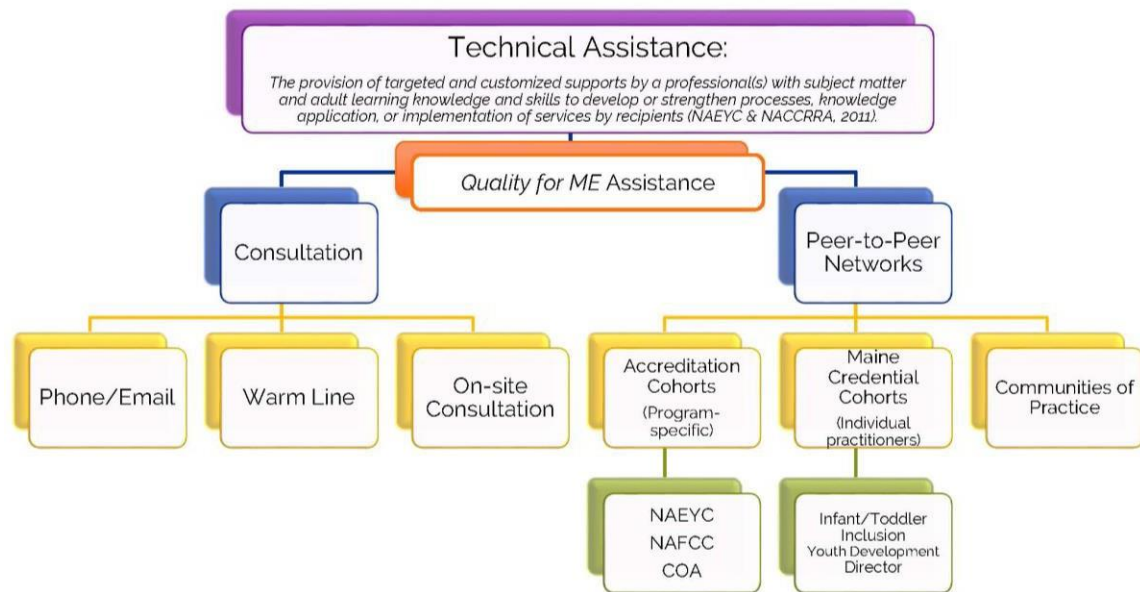 Technical Assistance:
The provision of targeted and customized supports by a professional(s) with subject matter
and adult learning knowledge and skills to develop or strengthen processes, knowledge
application, or implementation of services by recipients (NAEYC & NACCRRA, 2011).
Quality for ME Assistance
Consultation
Peer-to-Peer
Networks
Phone/Email
Warm Line
On-site
Consultation
Accreditation
Cohorts
(Program-
specific)
Maine
Credential
Cohorts
(Individual
practitioners)
Communities of
Practice
NAEYC
NAFCC
COA
Infant/Toddler
Inclusion
Youth Development
Director